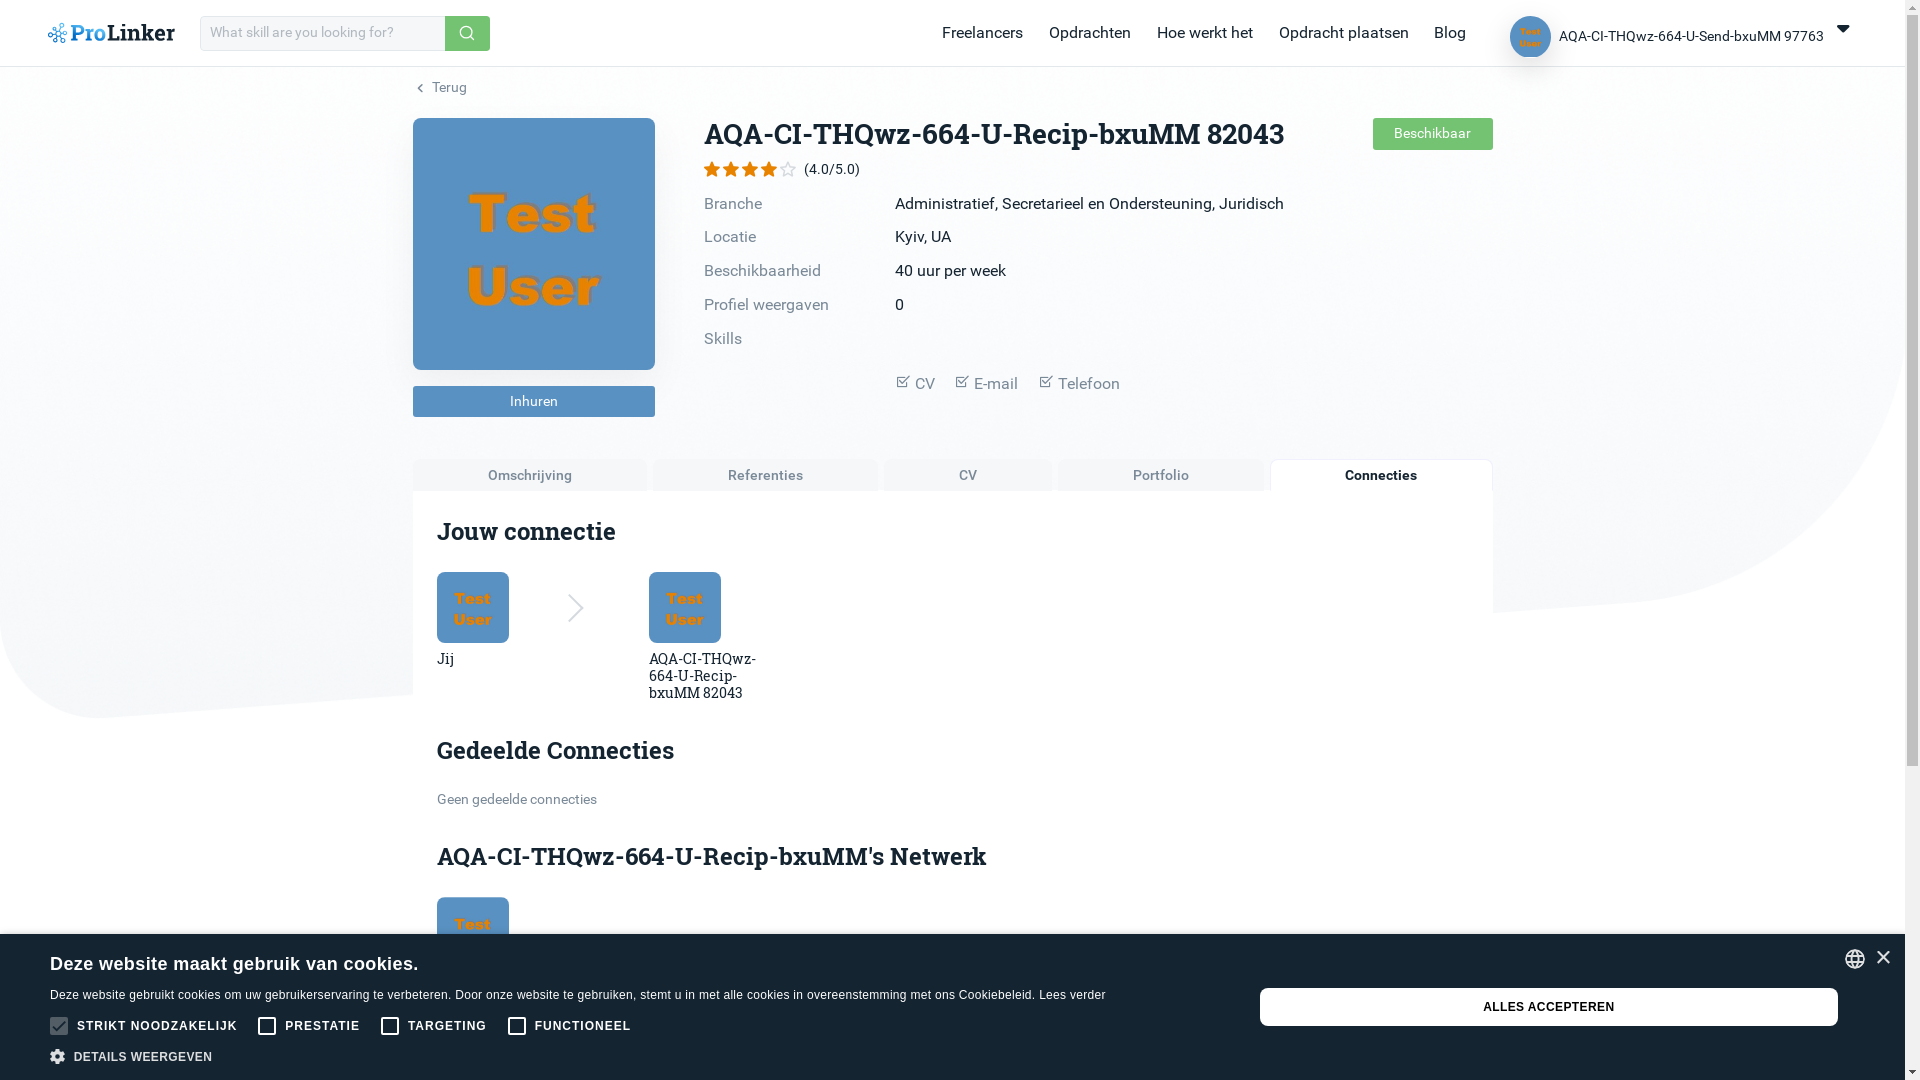 ProLinker
What skill are you looking for?
Freelancers
Opdrachten
Hoe werkt het
Opdracht plaatsen
Blog
Test
User
AQA-CI-THQwz-664-U-Send-bxuMM 97763
Terug
Test
User
Inhuren
AQA-CI-THQwz-664-U-Recip-bxuMM 82043
Beschikbaar
(4.0/5.0)
Branche Administratief, Secretarieel en Ondersteuning, Juridisch
Locatie Kyiv, UA
Beschikbaarheid 40 uur per week
Profiel weergaven 0
Skills
CV E-mail Telefoon
Omschrijving
Referenties
CV
Portfolio
Connecties
Jouw connectie
Test
User
Jij
Test
User
AQA-CI-THQwz-
664-U-Recip-
bxuMM 82043
Gedeelde Connecties
Geen gedeelde connecties
AQA-CI-THQwz-664-U-Recip-bxuMM's Netwerk
Test
Deze website maakt gebruik van cookies.
Deze website gebruikt cookies om uw gebruikerservaring te verbeteren. Door onze website te gebruiken, stemt u in met alle cookies in overeenstemming met ons Cookiebeleid. Lees verder
STRIKT NOODZAKELIJK PRESTATIE TARGETING FUNCTIONEEL
DETAILS WEERGEVEN
ALLES ACCEPTEREN
×